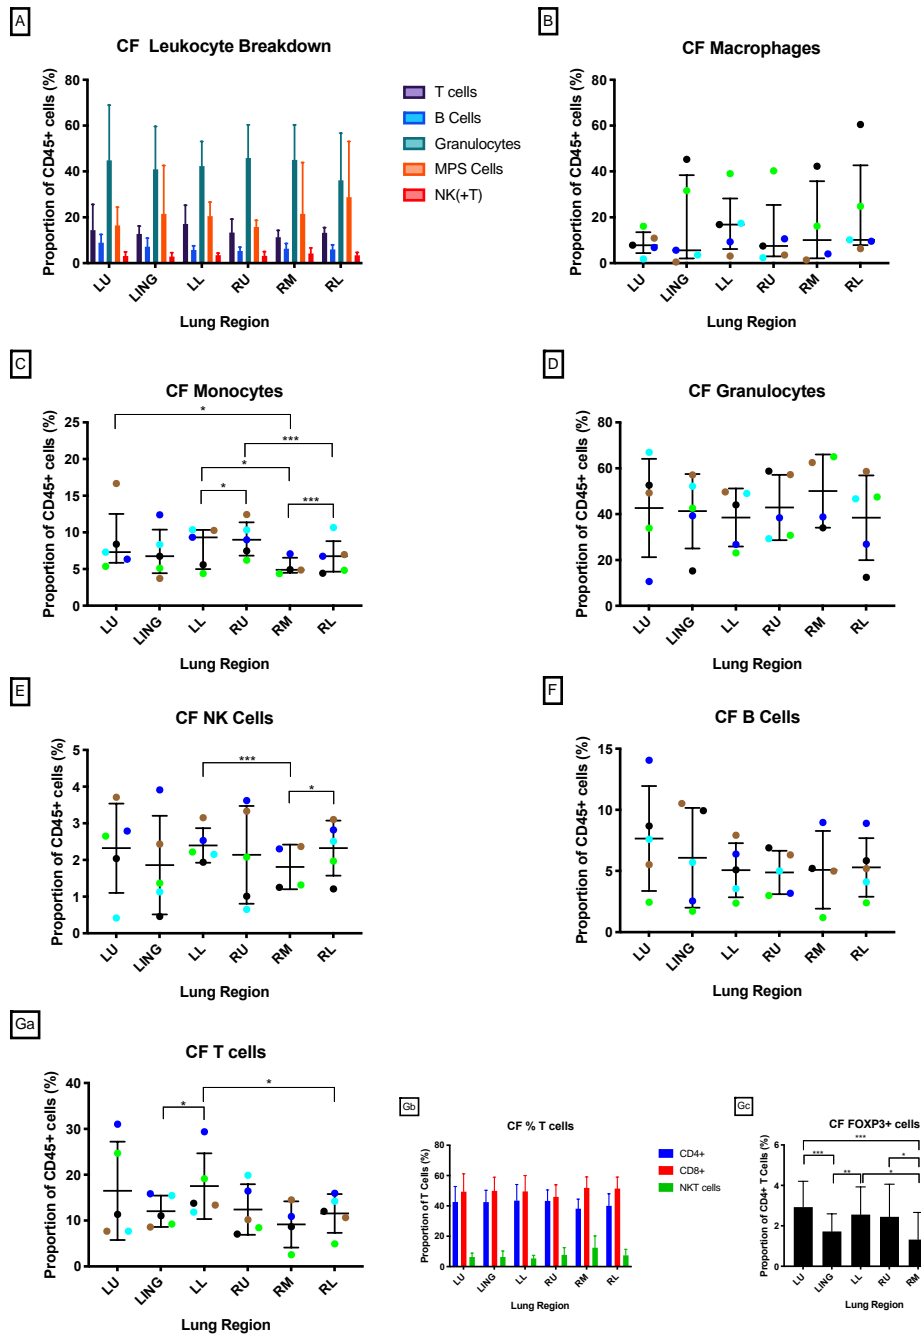 A
CF  Leukocyte Breakdown
Proportion of CD45+ cells (%)
80
60
40
20
0
LU
LING
LL
RU
RM
RL
Lung Region
T cells
B Cells
Granulocytes
MPS Cells
NK(+T)
B
CF Macrophages
Proportion of CD45+ cells (%)
80
60
40
20
0
LU
LING
LL
RU
RM
RL
Lung Region
C
CF Monocytes
Proportion of CD45+ cells (%)
25
20
15
10
5
0
*
***
*
*
***
LU
LING
LL
RU
RM
RL
Lung Region
D
CF Granulocytes
Proportion of CD45+ cells (%)
80
60
40
20
0
LU
LING
LL
RU
RM
RL
Lung Region
E
CF NK Cells
Proportion of CD45+ cells (%)
5
4
3
2
1
0
***
*
LU
LING
LL
RU
RM
RL
Lung Region
F
CF B Cells
Proportion of CD45+ cells (%)
15
10
5
0
LU
LING
LL
RU
RM
RL
Lung Region
Ga
CF T cells
Proportion of CD45+ cells (%)
40
30
20
10
0
*
*
LU
LING
LL
RU
RM
RL
Lung Region
Gb
CF % T cells
Proportion of T Cells (%)
80
60
40
20
0
LU
LING
LL
RU
RM
RL
Lung Region
CD4+
CD8+
NKT cells
Gc
CF FOXP3+ cells
Proportion of CD4+ T Cells (%)
6
4
2
0
***
***
*
**
*
LU
LING
LL
RU
RM
Lung Region